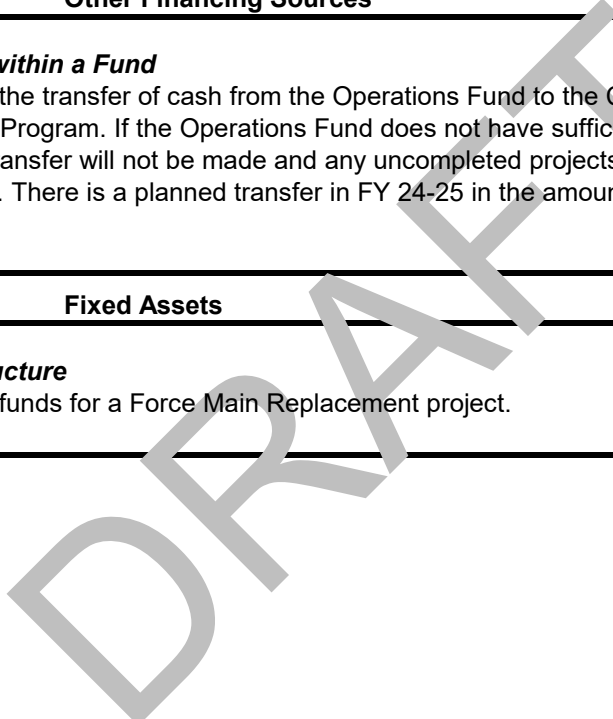 Other Financing Sources
within a Fund
the transfer of cash from the Operations Fund to the
Program. If the Operations Fund does not have
ansfer will not be made and any uncompleted projects
. There is a planned transfer in FY 24-25 in the
Fixed Assets
ucture
funds for a Force Main Replacement project.
DRAFT